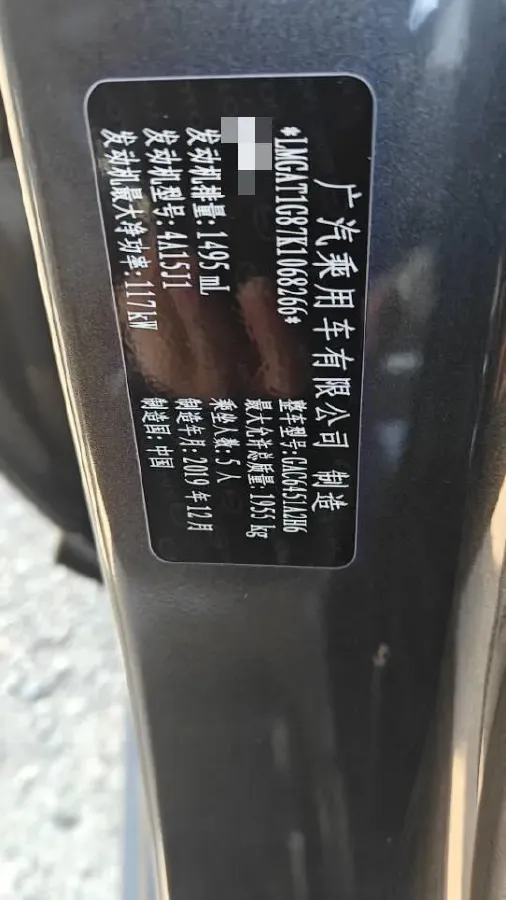 广汽乘用车有限公司 制造
*LMGAT1G87K1068266*
整车型号:GAC6451A2H6
最大允许总质量:1955 kg
发动机排量:1495 mL
乘坐人数:5人
发动机型号:4A15J1
制造年月:2019年12月
发动机最大净功率:117kW
制造国:中国